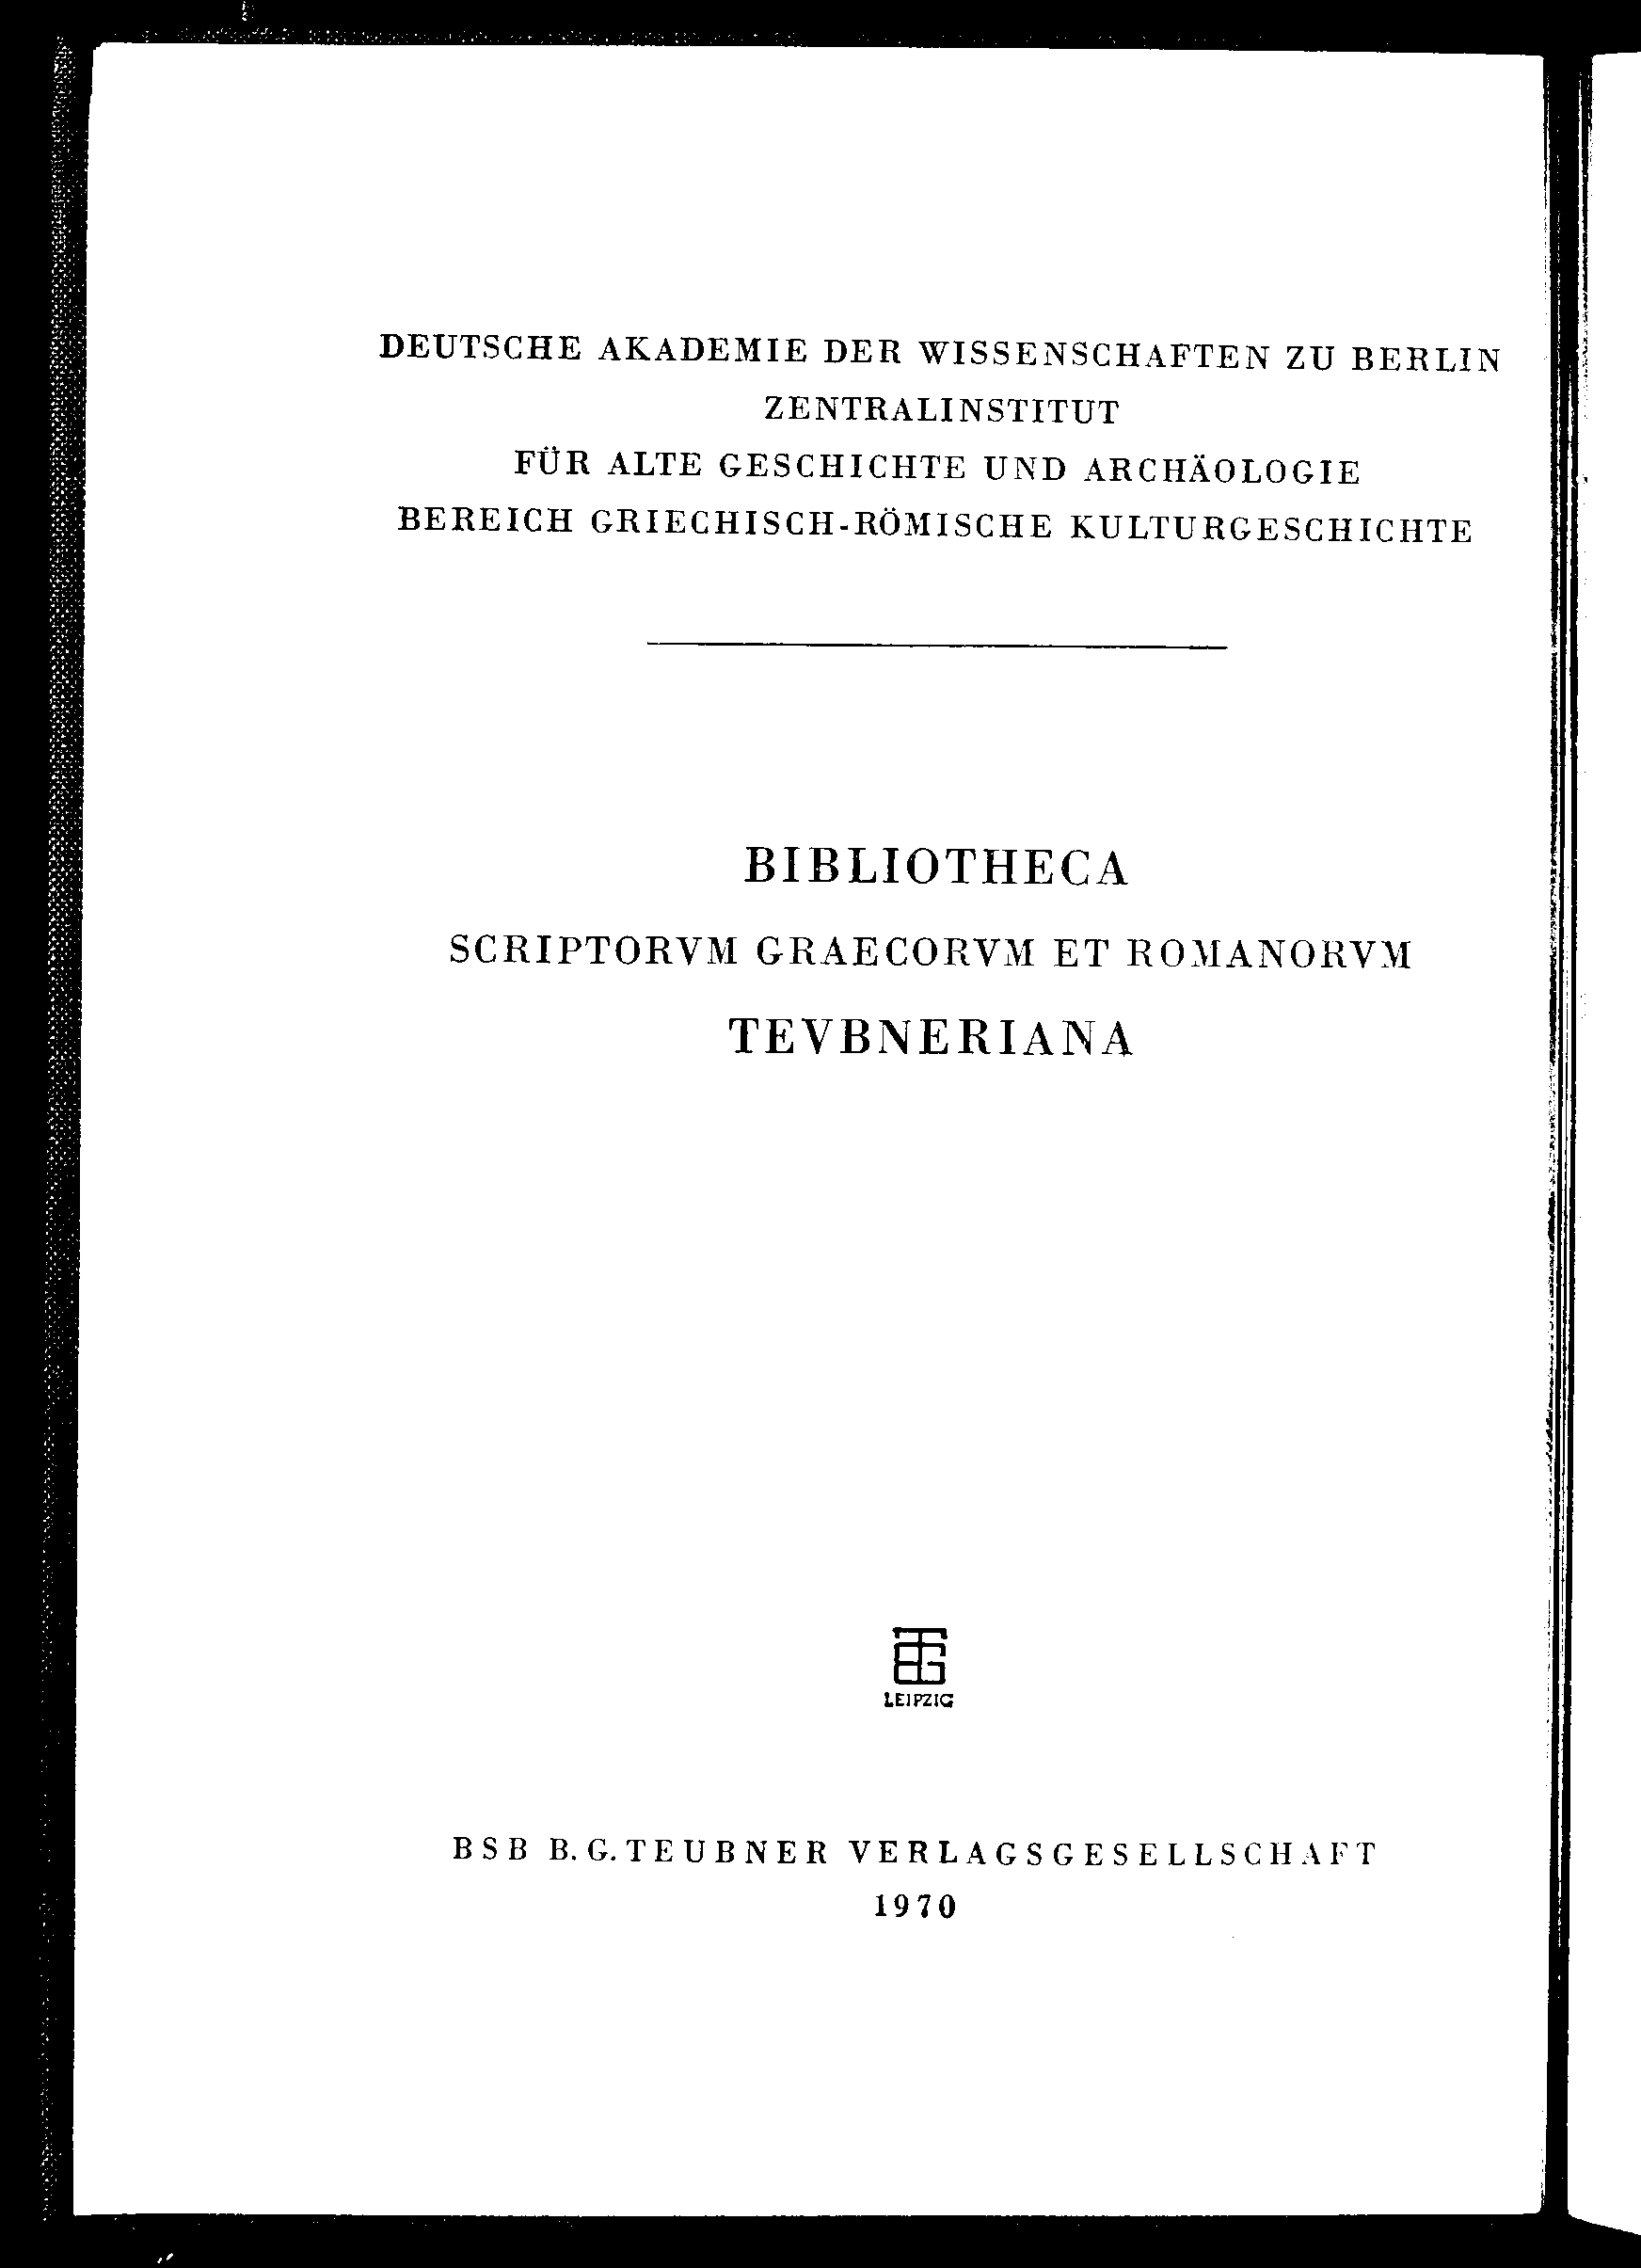 DEUTSCHE AKADEMIE DER WISSENSCHAFTEN ZU BERLIN
ZENTRALINSTITUT
FÜR ALTE GESCHICHTE UND ARCHÄOLOGIE
BEREICH GRIECHISCH-RÖMISCHE KULTURGESCHICHTE
BIBLIOTHECA
SCRIPTORVM GRAECORVM ET ROMANORVM
TEVBNERIANA
LEIPZIG
BSB B.G. TEUBNER VERLAGSGESELLSCHAFT
1970